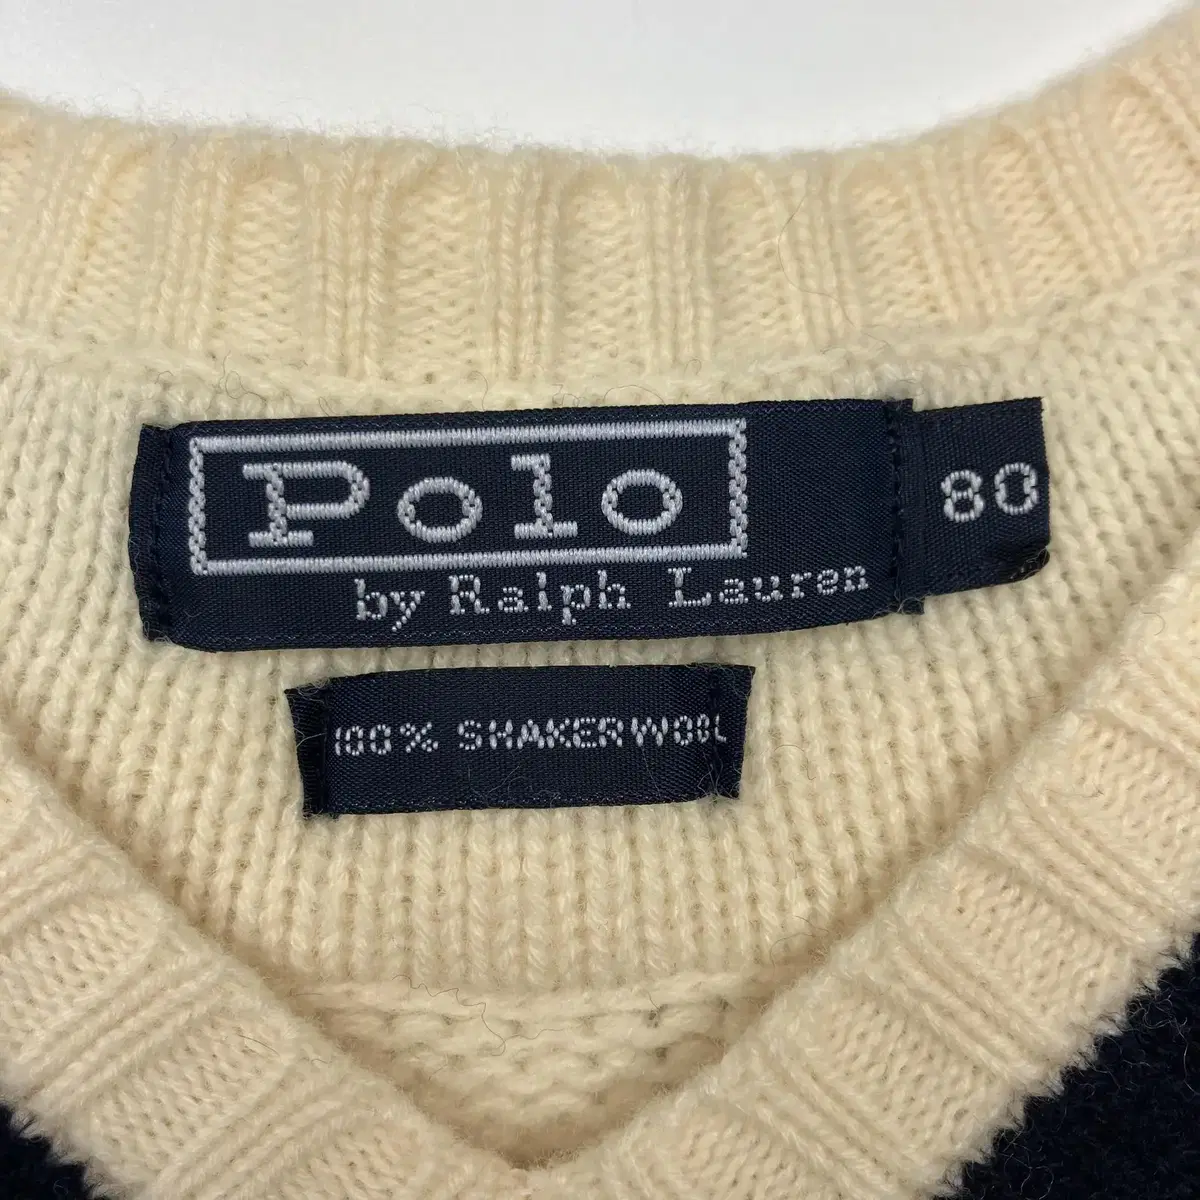 Polo
by Ralph Lauren
80
100% SHAKERWOOL